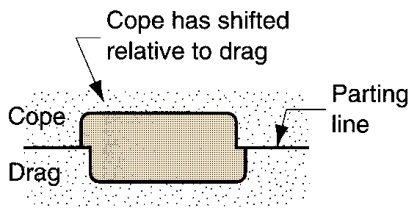 Cope has shifted
relative to drag
Parting
line
Cope
Drag